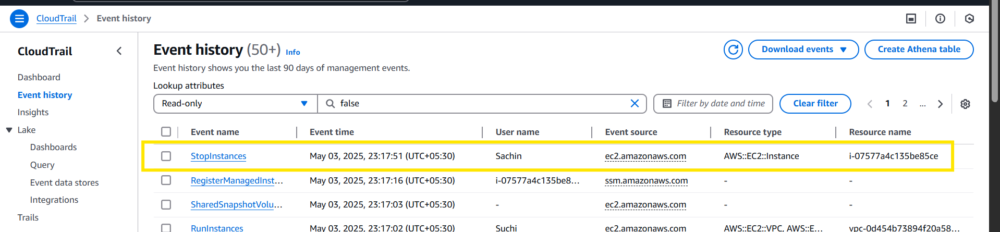 CloudTrail > Event history
CloudTrail
Dashboard
Event history
Insights
Lake
Dashboards
Query
Event data stores
Integrations
Trails
Event history (50+) Info
Event history shows you the last 90 days of management events.
Download events
Create Athena table
Lookup attributes
Read-only false Filter by date and time Clear filter 1 2 ...
Event name Event time User name Event source Resource type Resource name
StopInstances May 03, 2025, 23:17:51 (UTC+05:30) Sachin ec2.amazonaws.com AWS::EC2::Instance i-07577a4c135be85ce
RegisterManagedInst... May 03, 2025, 23:17:16 (UTC+05:30) i-07577a4c135be8... ssm.amazonaws.com - -
SharedSnapshotVolu... May 03, 2025, 23:17:03 (UTC+05:30) - ec2.amazonaws.com - -
RunInstances May 03, 2025, 23:17:02 (UTC+05:30) Suchi ec2.amazonaws.com AWS::EC2::VPC, AWS::E... vpc-0d454b73894f20a58...